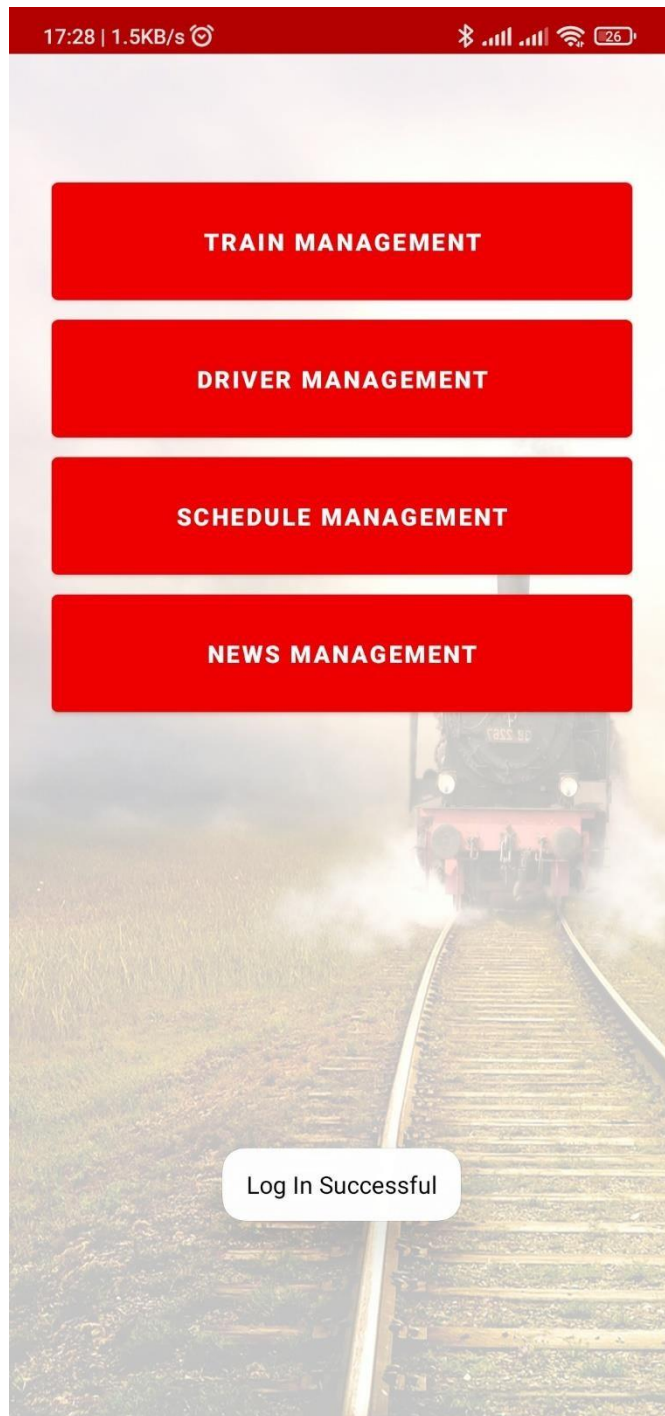 17:28 | 1.5KB/s 26
TRAIN MANAGEMENT
DRIVER MANAGEMENT
SCHEDULE MANAGEMENT
NEWS MANAGEMENT
Log In Successful